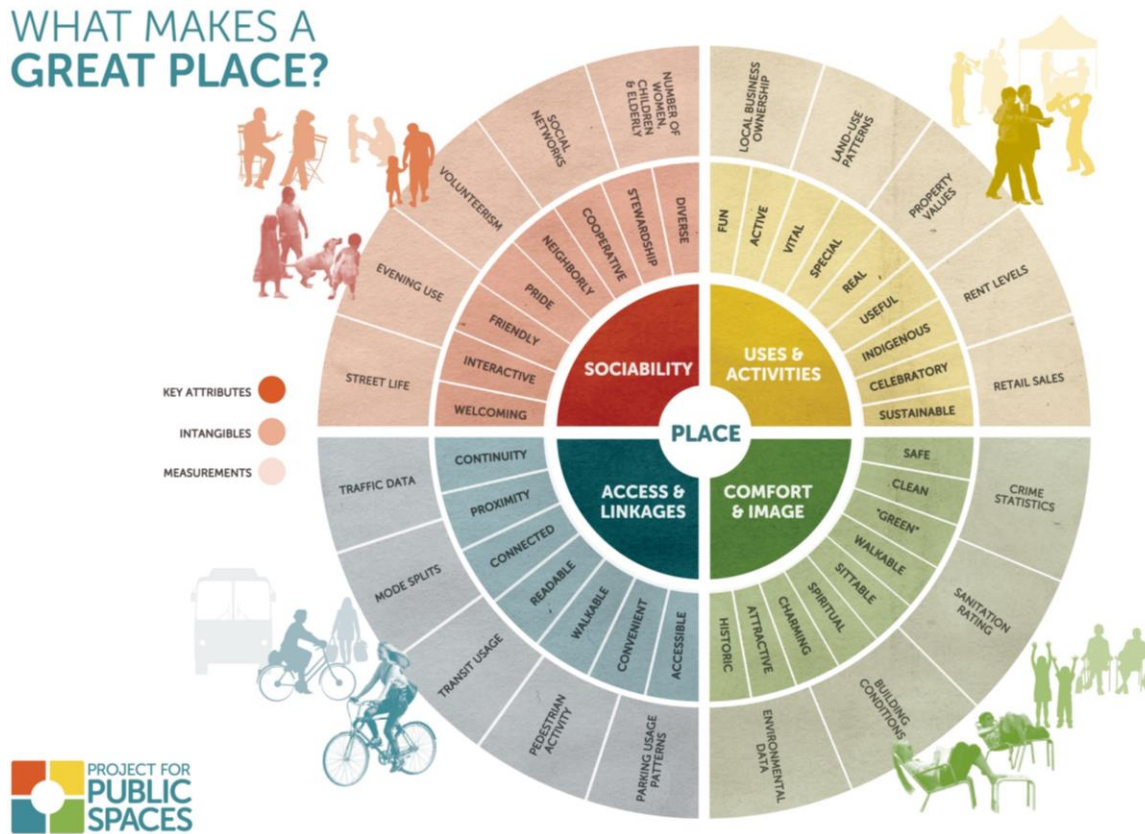 WHAT MAKES A
GREAT PLACE?
KEY ATTRIBUTES
INTANGIBLES
MEASUREMENTS
PLACE
SOCIABILITY
USES &
ACTIVITIES
ACCESS &
LINKAGES
COMFORT
& IMAGE
WELCOMING
INTERACTIVE
FRIENDLY
PRIDE
NEIGHBORLY
COOPERATIVE
STEWARDSHIP
DIVERSE
FUN
ACTIVE
VITAL
SPECIAL
REAL
USEFUL
INDIGENOUS
CELEBRATORY
SUSTAINABLE
SAFE
CLEAN
"GREEN"
WALKABLE
SITTABLE
SPIRITUAL
CHARMING
ATTRACTIVE
HISTORIC
ACCESSIBLE
CONVENIENT
WALKABLE
READABLE
CONNECTED
PROXIMITY
CONTINUITY
STREET LIFE
EVENING USE
VOLUNTEERISM
SOCIAL
NETWORKS
NUMBER OF
WOMEN,
CHILDREN
& ELDERLY
LOCAL BUSINESS
OWNERSHIP
LAND-USE
PATTERNS
PROPERTY
VALUES
RENT LEVELS
RETAIL SALES
CRIME
STATISTICS
SANITATION
RATING
BUILDING
CONDITIONS
ENVIRONMENTAL
DATA
PARKING USAGE
PATTERNS
PEDESTRIAN
ACTIVITY
TRANSIT USAGE
MODE SPLITS
TRAFFIC DATA
PROJECT FOR
PUBLIC
SPACES